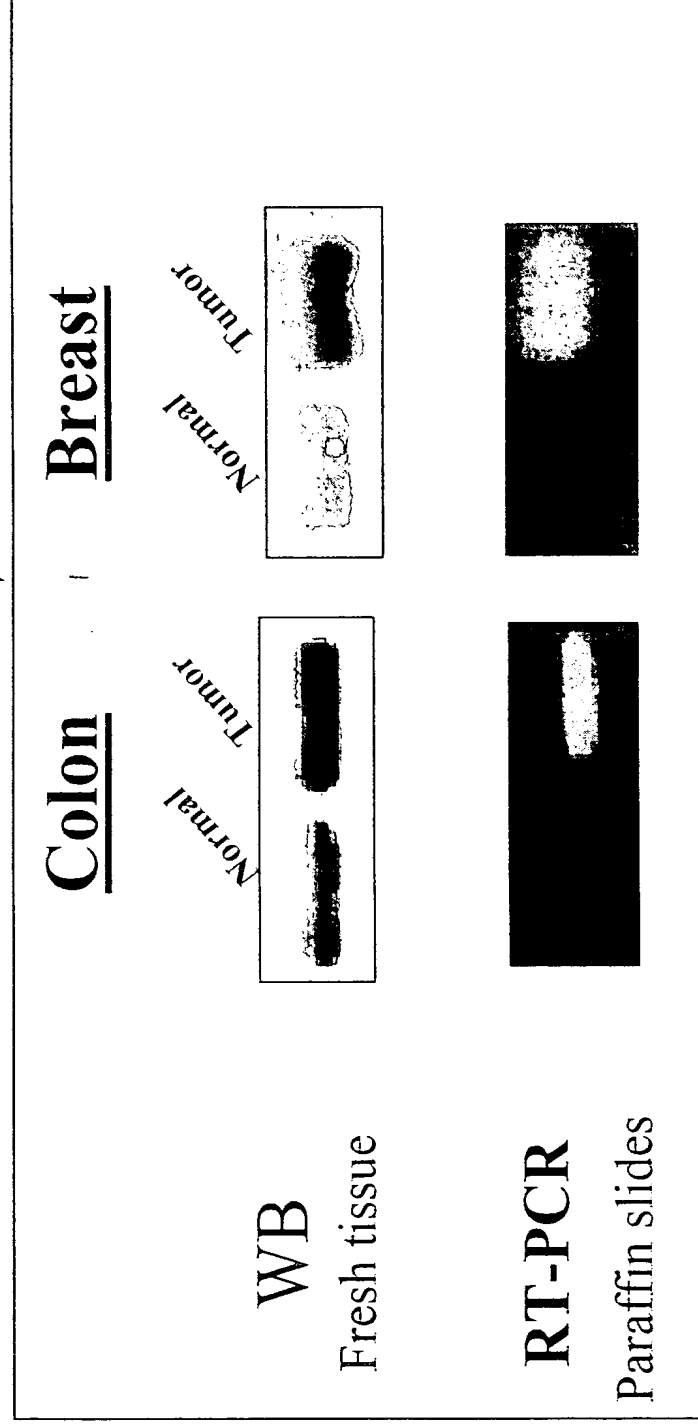 Colon
Breast
Normal
Tumor
Normal
Tumor
WB
Fresh tissue
RT-PCR
Paraffin slides